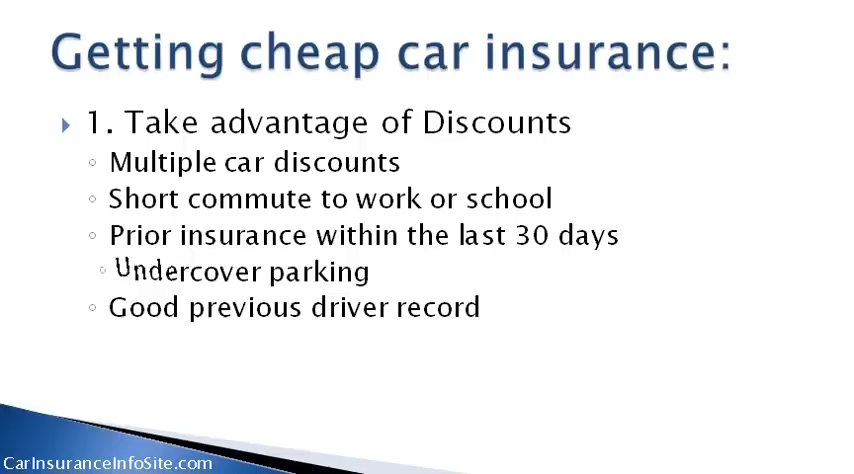 Getting cheap car insurance:
1. Take advantage of Discounts
Multiple car discounts
Short commute to work or school
Prior insurance within the last 30 days
Undercover parking
Good previous driver record
CarInsuranceInfoSite.com